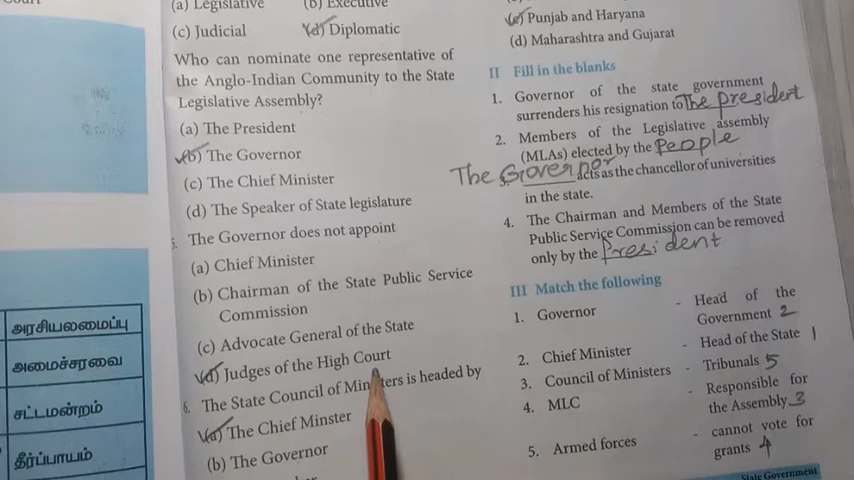 (a) Legislative (b) Executive
(c) Judicial (d) Diplomatic
Who can nominate one representative of
the Anglo-Indian Community to the State
Legislative Assembly?
(a) The President
(b) The Governor
(c) The Chief Minister
(d) The Speaker of State legislature
5. The Governor does not appoint
(a) Chief Minister
(b) Chairman of the State Public Service
Commission
(c) Advocate General of the State
(d) Judges of the High Court
6. The State Council of Ministers is headed by
(a) The Chief Minster
(b) The Governor
(e) Punjab and Haryana
(d) Maharashtra and Gujarat
II Fill in the blanks
1. Governor of the state government
surrenders his resignation to The president
2. Members of the Legislative assembly
(MLAs) elected by the People
3. The Governor acts as the chancellor of universities
in the state.
4. The Chairman and Members of the State
Public Service Commission can be removed
only by the President
III Match the following
1. Governor - Head of the
Government 2
2. Chief Minister - Head of the State 1
3. Council of Ministers - Tribunals 5
4. MLC - Responsible for
the Assembly 3
5. Armed forces - cannot vote for
grants 4
State Government
அரசியலமைப்பு
அமைச்சரவை
சட்டமன்றம்
தீர்ப்பாயம்